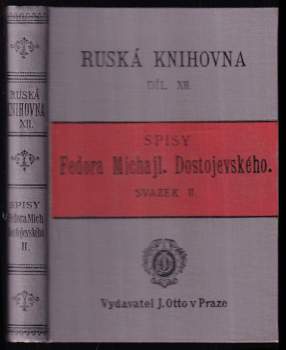 RUSKÁ
KNIHOVNA
XII.
SPISY
Fedora Mich.
Dostojevského
II.
RUSKÁ KNIHOVNA
DÍL XII.
SPISY
Fedora Michajl. Dostojevského.
SVAZEK II.
Vydavatel J. Otto v Praze